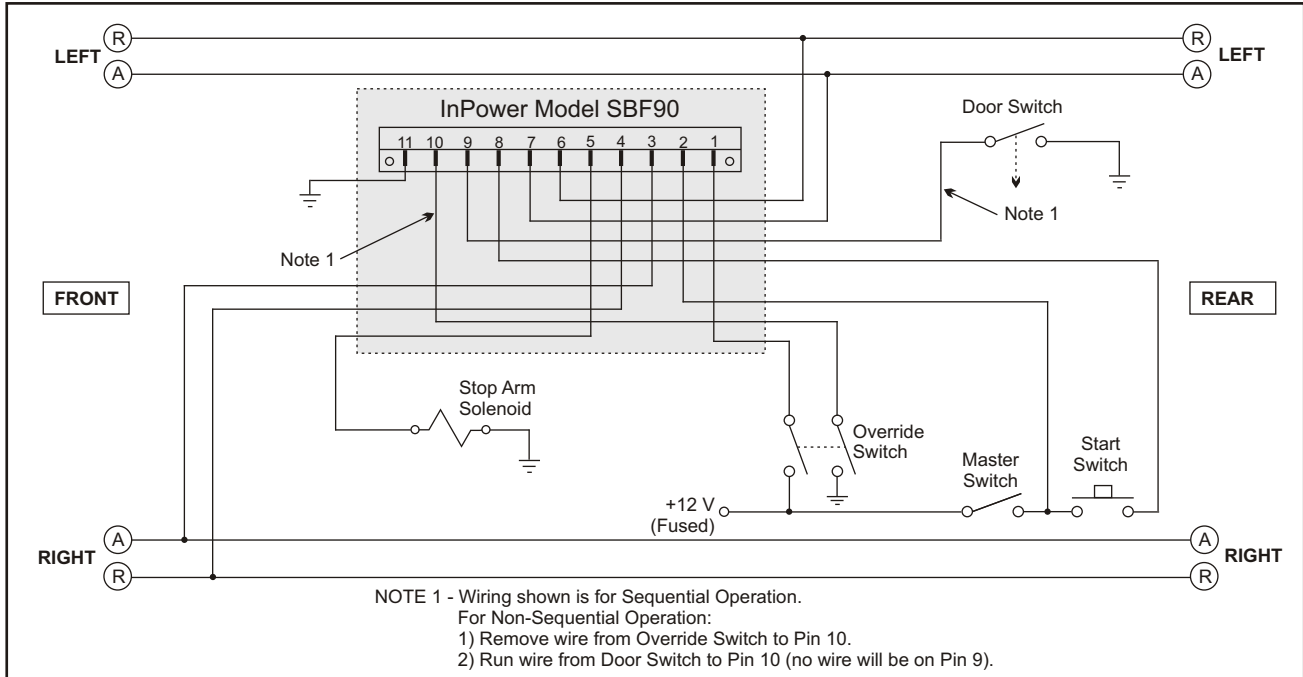 R
LEFT
A
R
LEFT
A
InPower Model SBF90
11 10 9 8 7 6 5 4 3 2 1
Door Switch
Note 1
Note 1
FRONT
REAR
Stop Arm
Solenoid
Override
Switch
Master
Switch
Start
Switch
+12 V
(Fused)
A
RIGHT
R
A
RIGHT
R
NOTE 1 - Wiring shown is for Sequential Operation.
For Non-Sequential Operation:
1) Remove wire from Override Switch to Pin 10.
2) Run wire from Door Switch to Pin 10 (no wire will be on Pin 9).